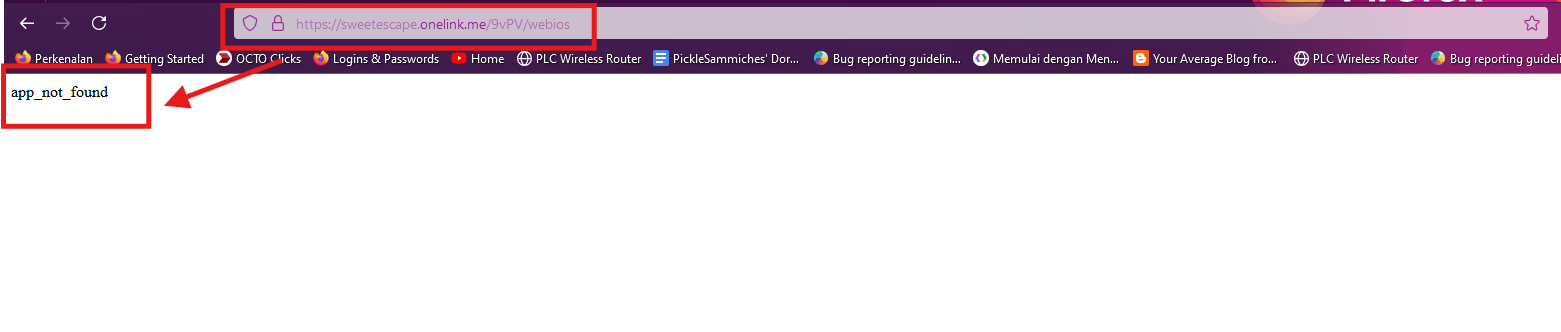 https://sweetescape.onelink.me/9vPV/webios
Perkenalan Getting Started OCTO Clicks Logins & Passwords Home PLC Wireless Router PickleSammiches' Dor... Bug reporting guidelin... Memulai dengan Men... Your Average Blog fro... PLC Wireless Router Bug reporting guideli
app_not_found